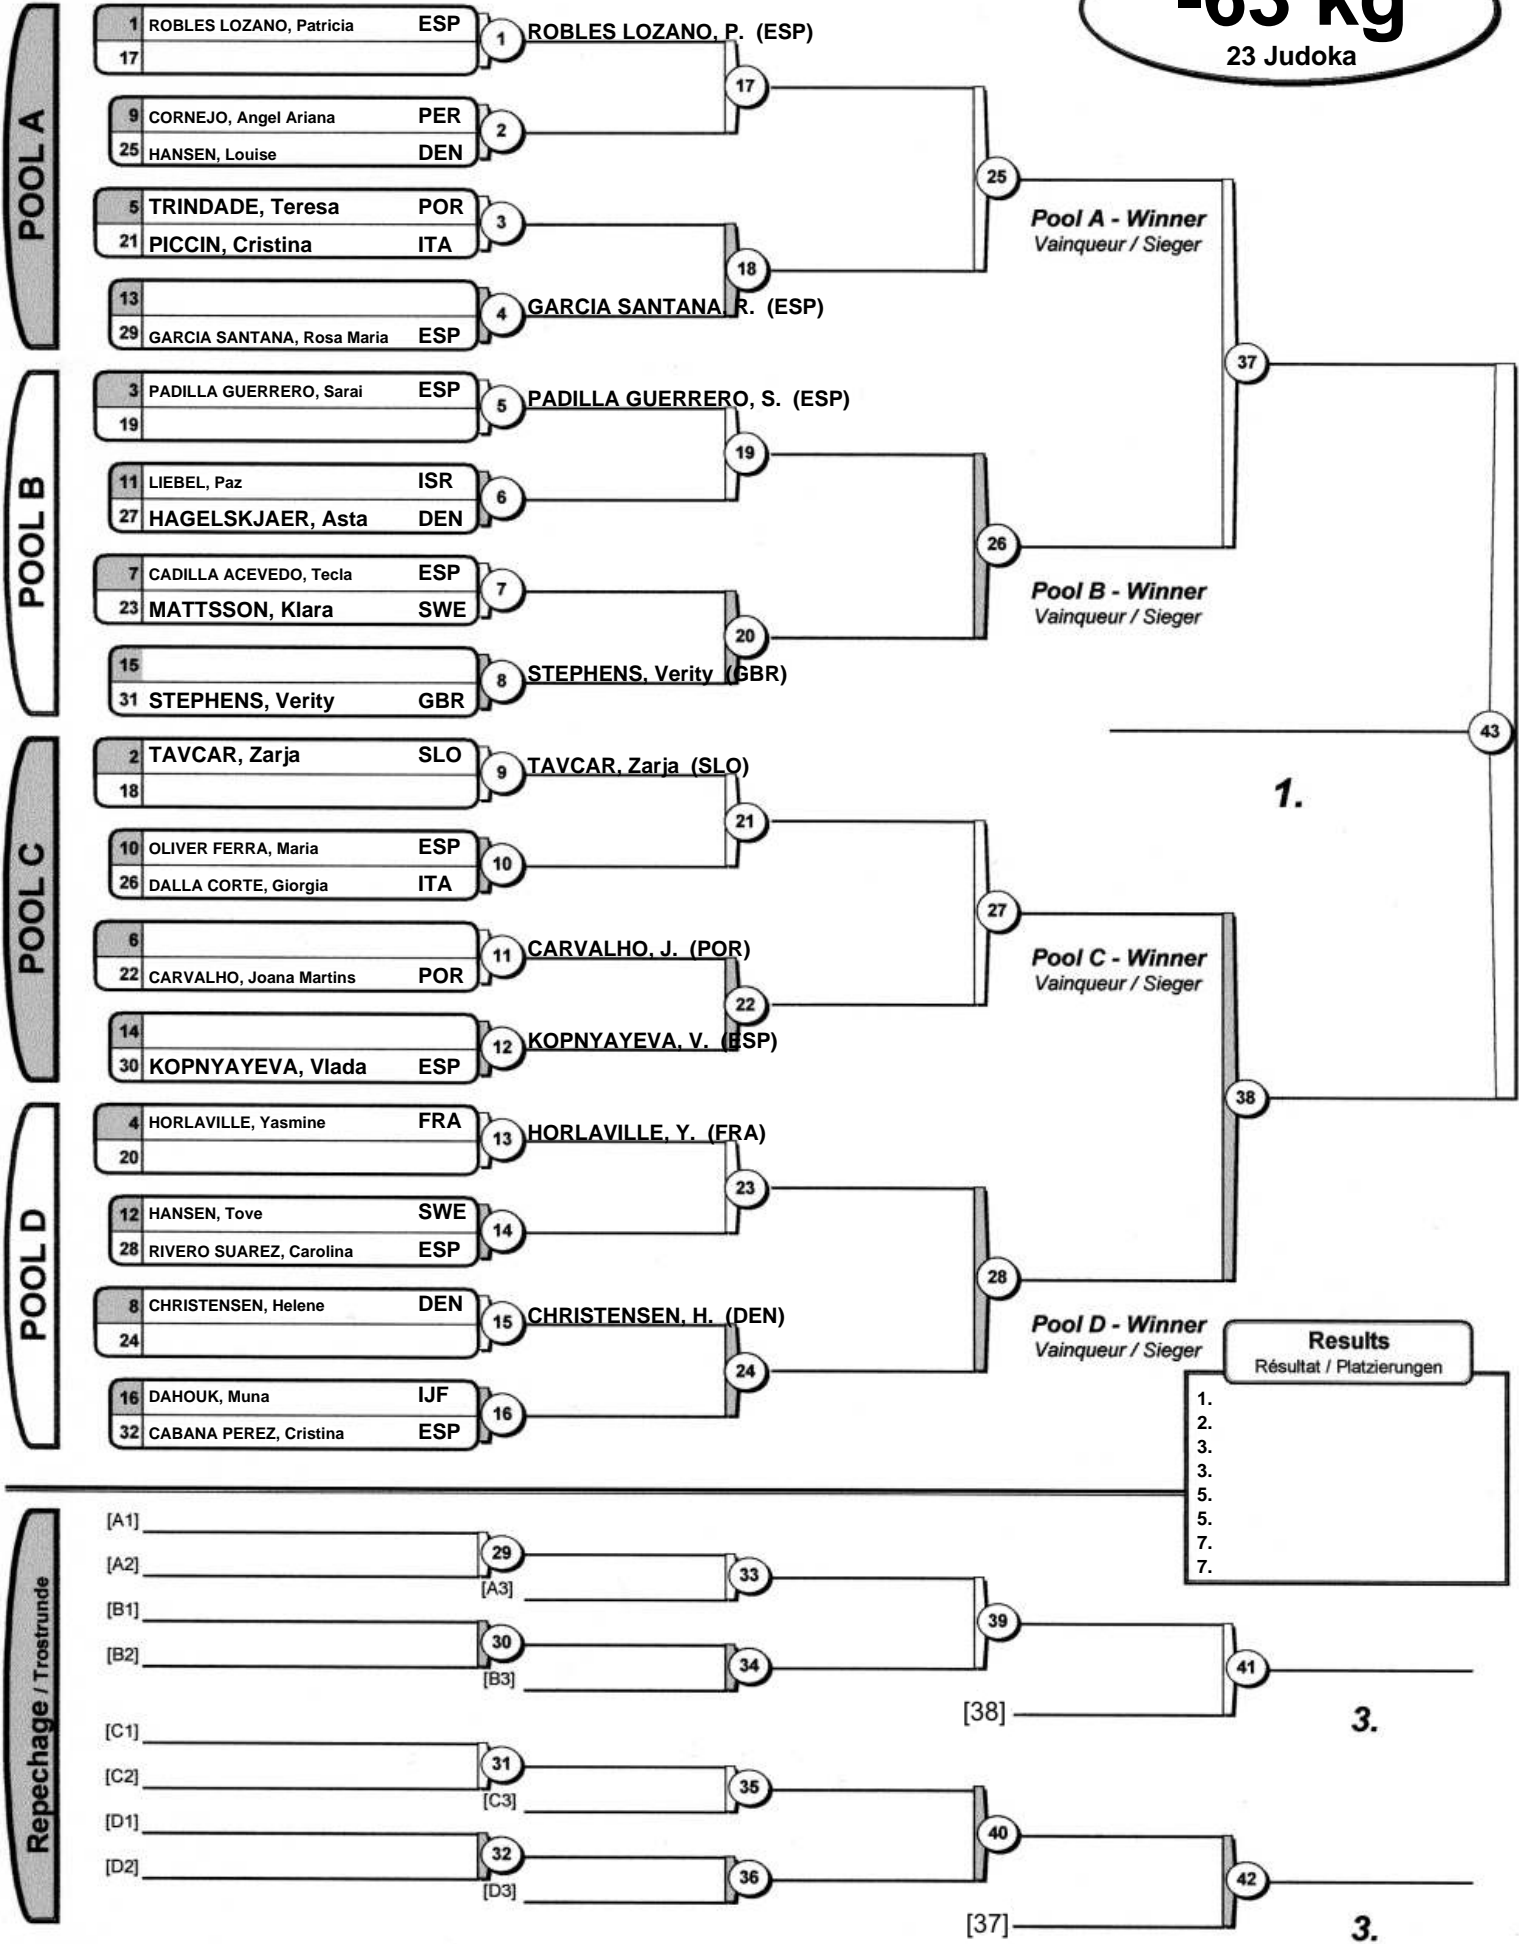 -63 kg
23 Judoka
POOL A
1 ROBLES LOZANO, Patricia ESP
17
1 ROBLES LOZANO, P. (ESP)
17
9 CORNEJO, Angel Ariana PER
25 HANSEN, Louise DEN
2
25
5 TRINDADE, Teresa POR
21 PICCIN, Cristina ITA
3
Pool A - Winner
Vainqueur / Sieger
18
13
29 GARCIA SANTANA, Rosa Maria ESP
4 GARCIA SANTANA, R. (ESP)
37
POOL B
3 PADILLA GUERRERO, Sarai ESP
19
5 PADILLA GUERRERO, S. (ESP)
19
11 LIEBEL, Paz ISR
27 HAGELSKJAER, Asta DEN
6
26
7 CADILLA ACEVEDO, Tecla ESP
23 MATTSSON, Klara SWE
7
Pool B - Winner
Vainqueur / Sieger
20
15
31 STEPHENS, Verity GBR
8 STEPHENS, Verity (GBR)
43
1.
POOL C
2 TAVCAR, Zarja SLO
18
9 TAVCAR, Zarja (SLO)
21
10 OLIVER FERRA, Maria ESP
26 DALLA CORTE, Giorgia ITA
10
27
6
22 CARVALHO, Joana Martins POR
11 CARVALHO, J. (POR)
Pool C - Winner
Vainqueur / Sieger
22
14
30 KOPNYAYEVA, Vlada ESP
12 KOPNYAYEVA, V. (ESP)
38
POOL D
4 HORLAVILLE, Yasmine FRA
20
13 HORLAVILLE, Y. (FRA)
23
12 HANSEN, Tove SWE
28 RIVERO SUAREZ, Carolina ESP
14
28
8 CHRISTENSEN, Helene DEN
24
15 CHRISTENSEN, H. (DEN)
Pool D - Winner
Vainqueur / Sieger
24
16 DAHOUK, Muna IJF
32 CABANA PEREZ, Cristina ESP
16
Results
Résultat / Platzierungen
1.
2.
3.
3.
5.
5.
7.
7.
Repechage / Trostrunde
[A1]
[A2]
29
[A3]
33
[B1]
[B2]
30
[B3]
34
39
[38]
41
3.
[C1]
[C2]
31
[C3]
35
[D1]
[D2]
32
[D3]
36
40
[37]
42
3.